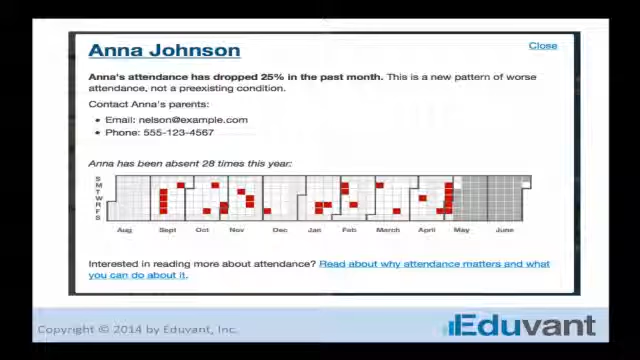 Anna Johnson
Close
Anna's attendance has dropped 25% in the past month. This is a new pattern of worse
attendance, not a preexisting condition.
Contact Anna's parents:
• Email: nelson@example.com
• Phone: 555-123-4567
Anna has been absent 28 times this year:
S
M
T
W
R
F
S
Aug Sept Oct Nov Dec Jan Feb March April May June
Interested in reading more about attendance? Read about why attendance matters and what
you can do about it.
Copyright © 2014 by Eduvant, Inc.
Eduvant